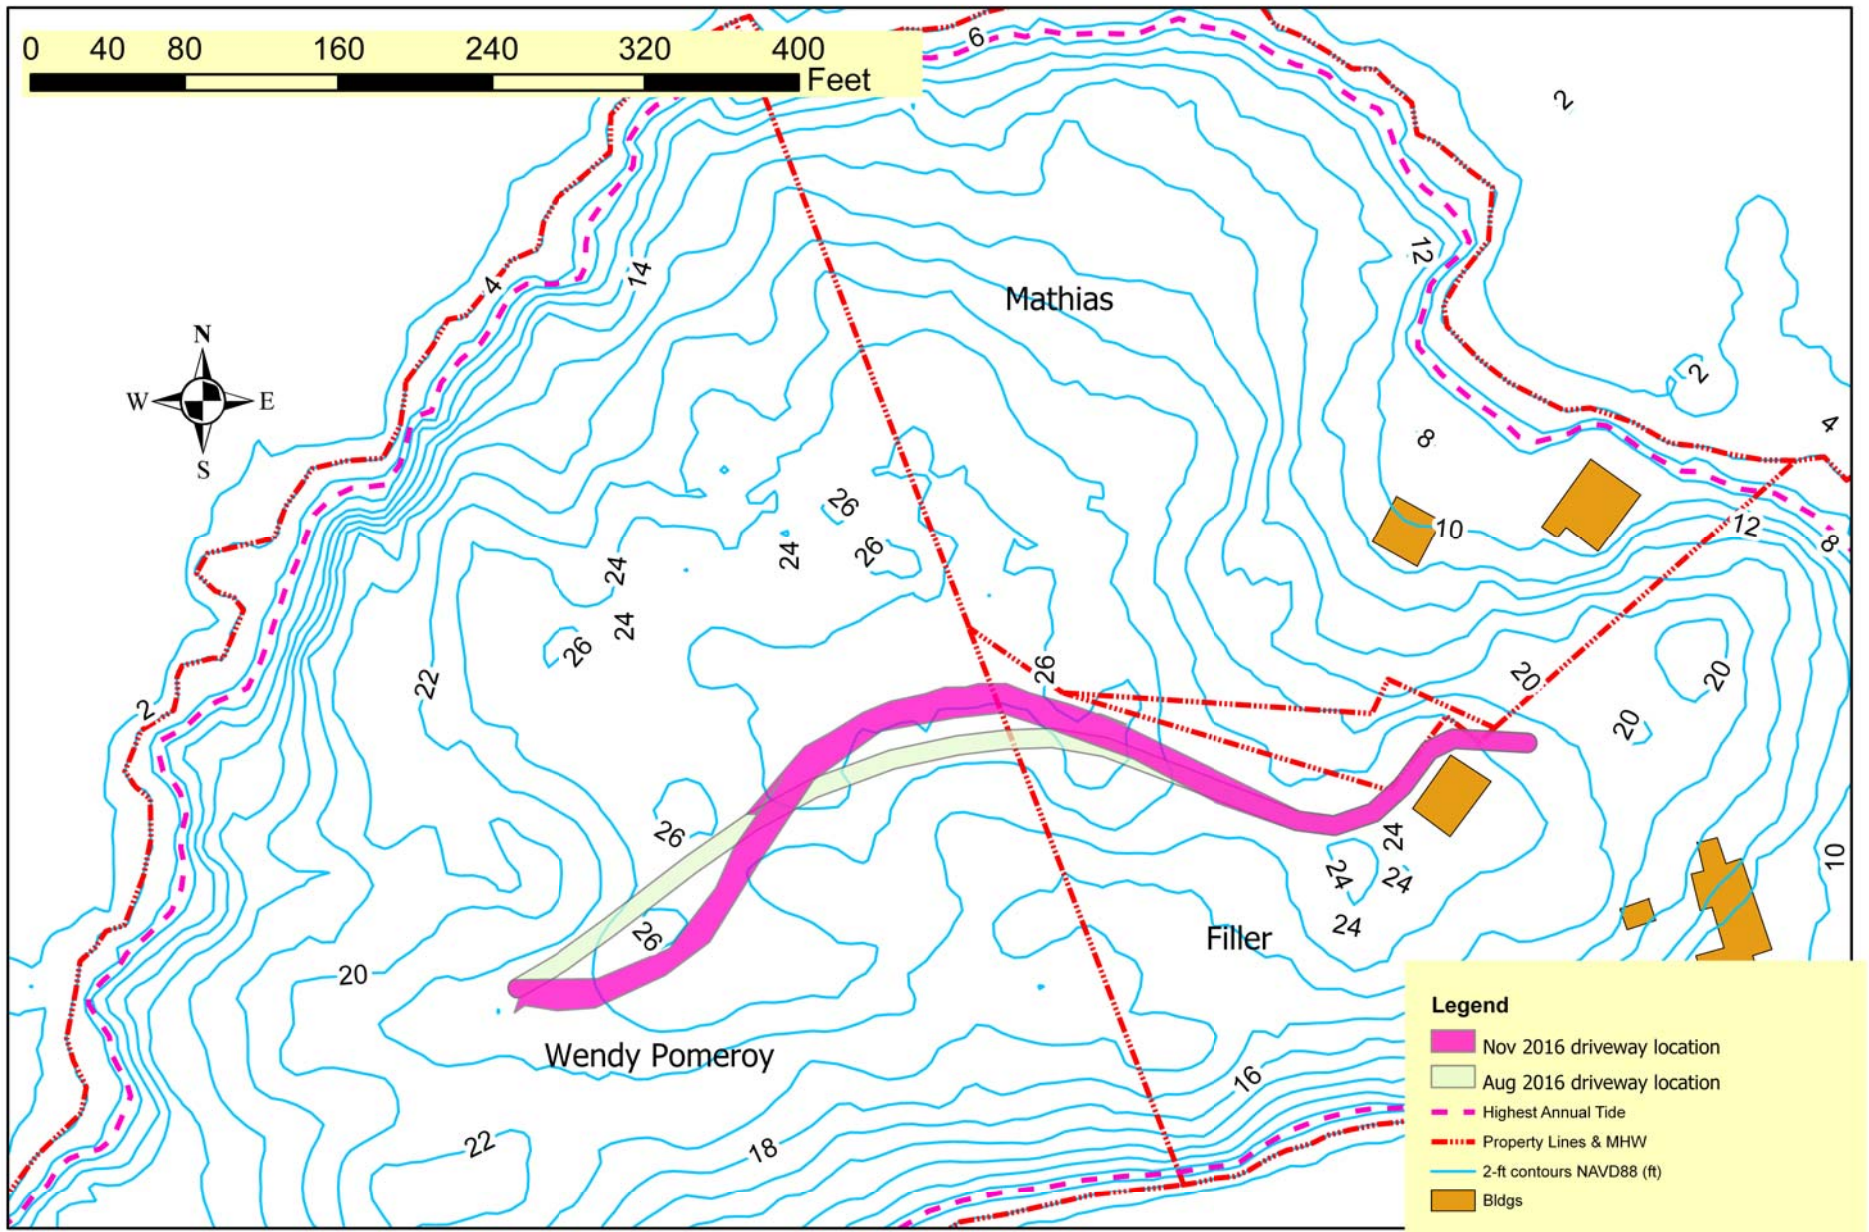 0 40 80 160 240 320 400
Feet
6
2
12
14
4
Mathias
N
W E
S
2
4
8
26
10
12
8
24
26
24
24
26
22
26
20
20
2
20
26
24
24
24
10
26
24
Filler
20
Wendy Pomeroy
16
22
18
Legend
Nov 2016 driveway location
Aug 2016 driveway location
Highest Annual Tide
Property Lines & MHW
2-ft contours NAVD88 (ft)
Bldgs